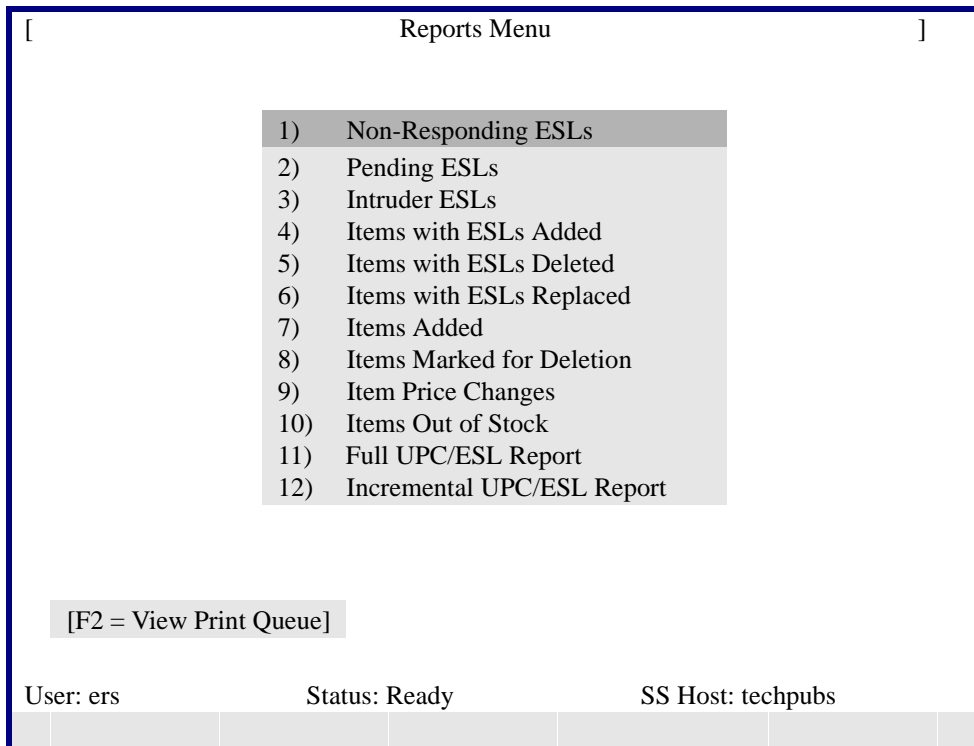 [ Reports Menu ]
1) Non-Responding ESLs
2) Pending ESLs
3) Intruder ESLs
4) Items with ESLs Added
5) Items with ESLs Deleted
6) Items with ESLs Replaced
7) Items Added
8) Items Marked for Deletion
9) Item Price Changes
10) Items Out of Stock
11) Full UPC/ESL Report
12) Incremental UPC/ESL Report
[F2 = View Print Queue]
User: ers Status: Ready SS Host: techpubs